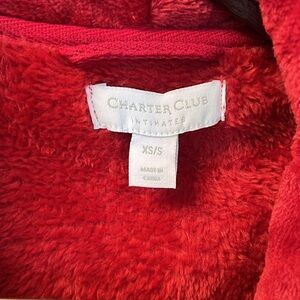 CHARTER CLUB
INTIMATES
XS/S
MADE IN
CHINA